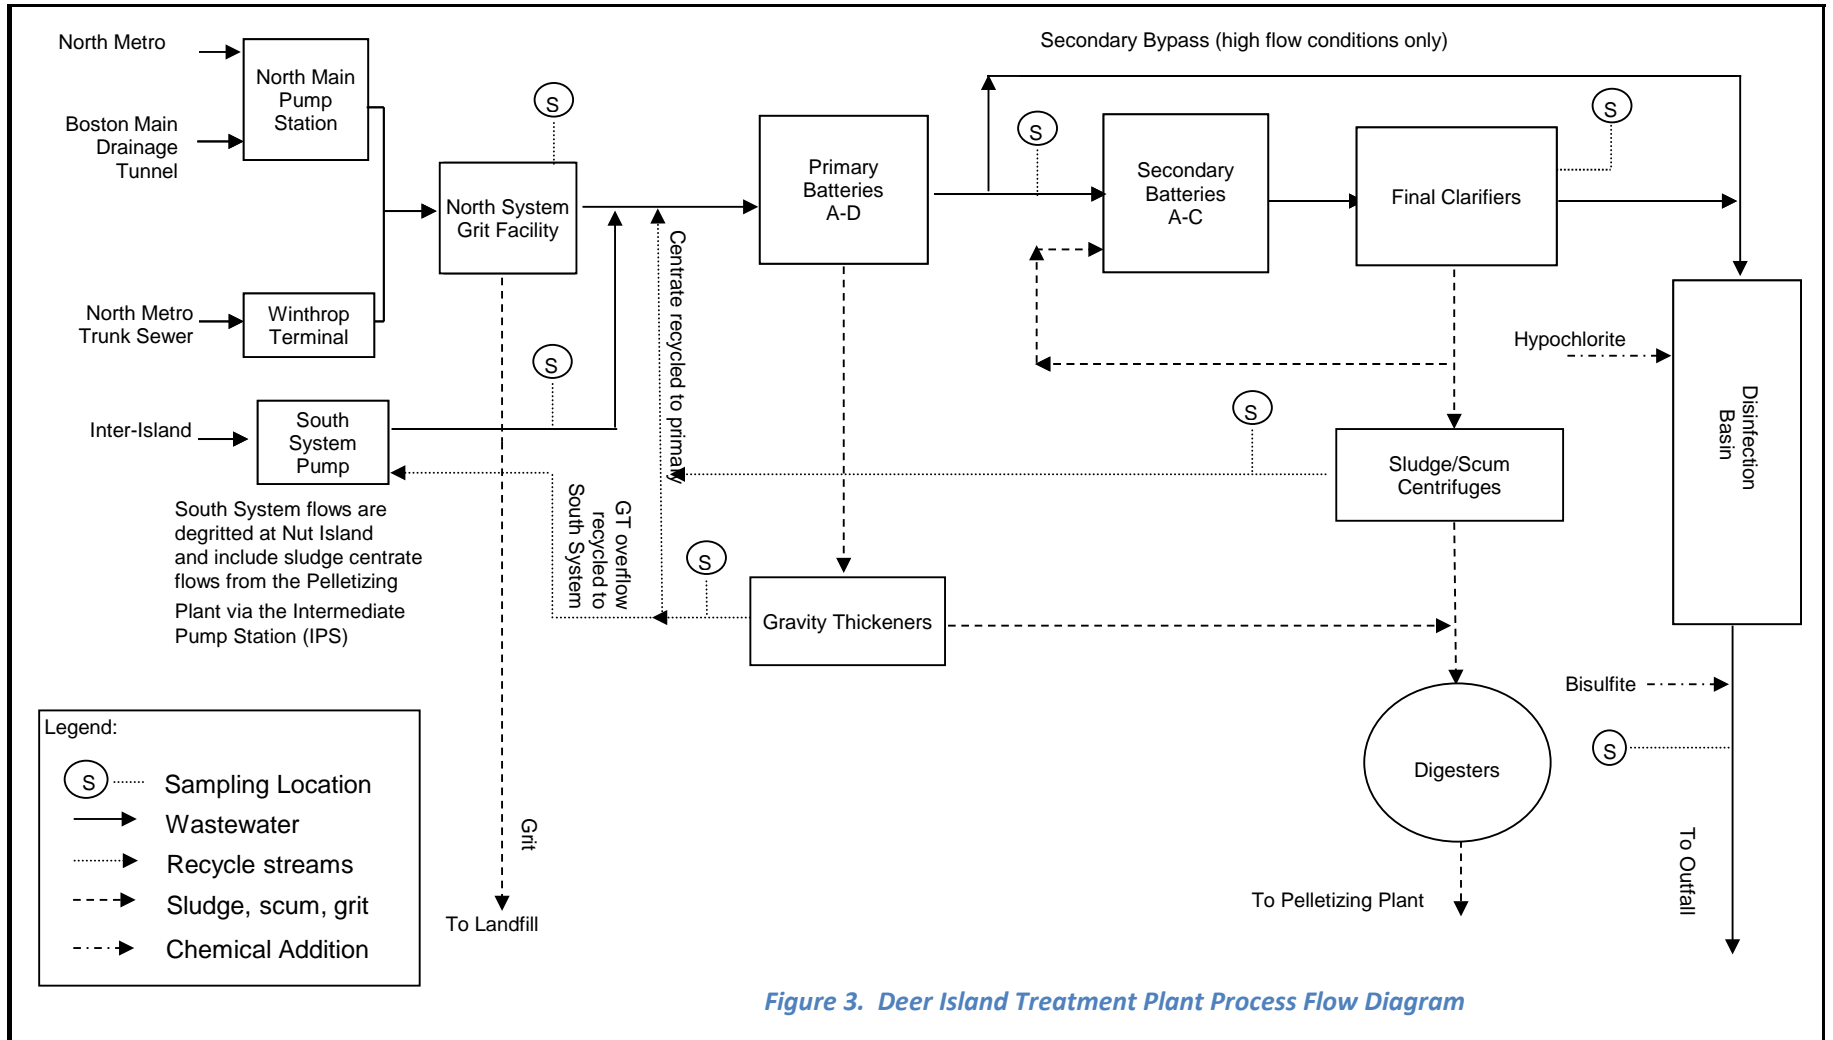 North Metro
Boston Main
Drainage
Tunnel
North Main
Pump
Station
North Metro
Trunk Sewer
Winthrop
Terminal
Inter-Island
South
System
Pump
South System flows are
degritted at Nut Island
and include sludge centrate
flows from the Pelletizing
Plant via the Intermediate
Pump Station (IPS)
S
North System
Grit Facility
S
Grit
To Landfill
GT overflow
recycled to
South System
Centrate recycled to primary
S
Primary
Batteries
A-D
Gravity Thickeners
Secondary Bypass (high flow conditions only)
S
Secondary
Batteries
A-C
Final Clarifiers
S
S
Sludge/Scum
Centrifuges
Digesters
To Pelletizing Plant
Hypochlorite
Disinfection
Basin
Bisulfite
S
To Outfall
Legend:
S
Sampling Location
Wastewater
Recycle streams
Sludge, scum, grit
Chemical Addition
Figure 3. Deer Island Treatment Plant Process Flow Diagram